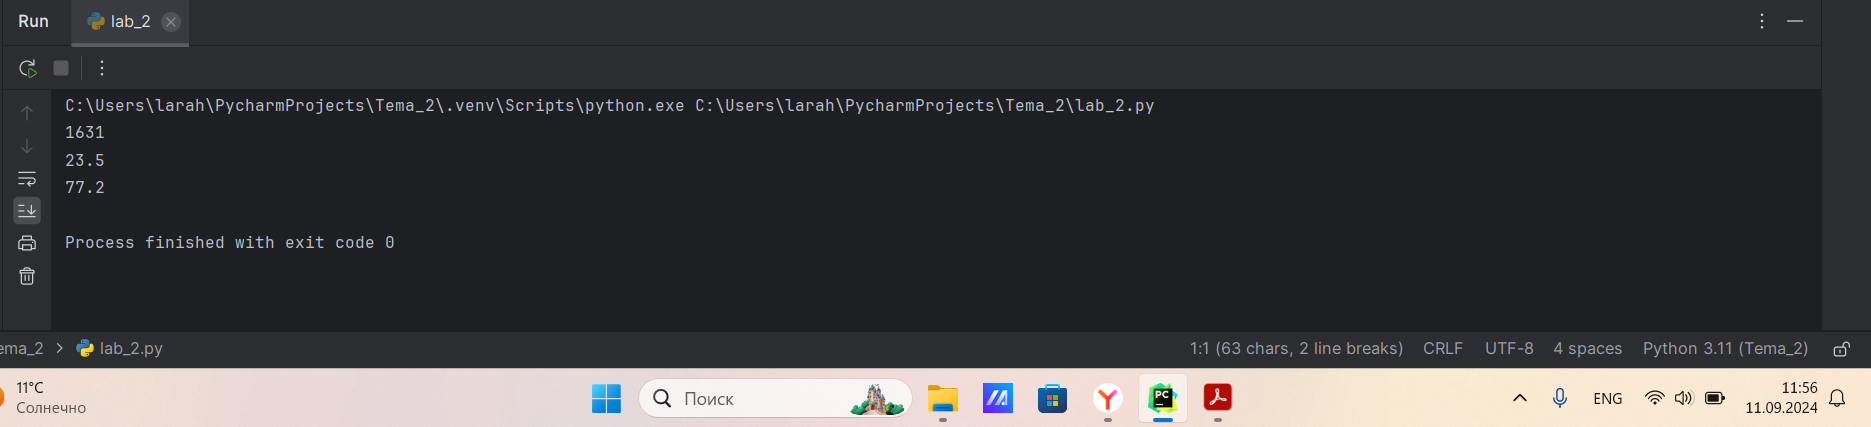 Run lab_2
C:\Users\larah\PycharmProjects\Tema_2\.venv\Scripts\python.exe C:\Users\larah\PycharmProjects\Tema_2\lab_2.py
1631
23.5
77.2
Process finished with exit code 0
ema_2 > lab_2.py 1:1 (63 chars, 2 line breaks) CRLF UTF-8 4 spaces Python 3.11 (Tema_2)
11°C
Солнечно
Поиск
PC
ENG
11:56
11.09.2024